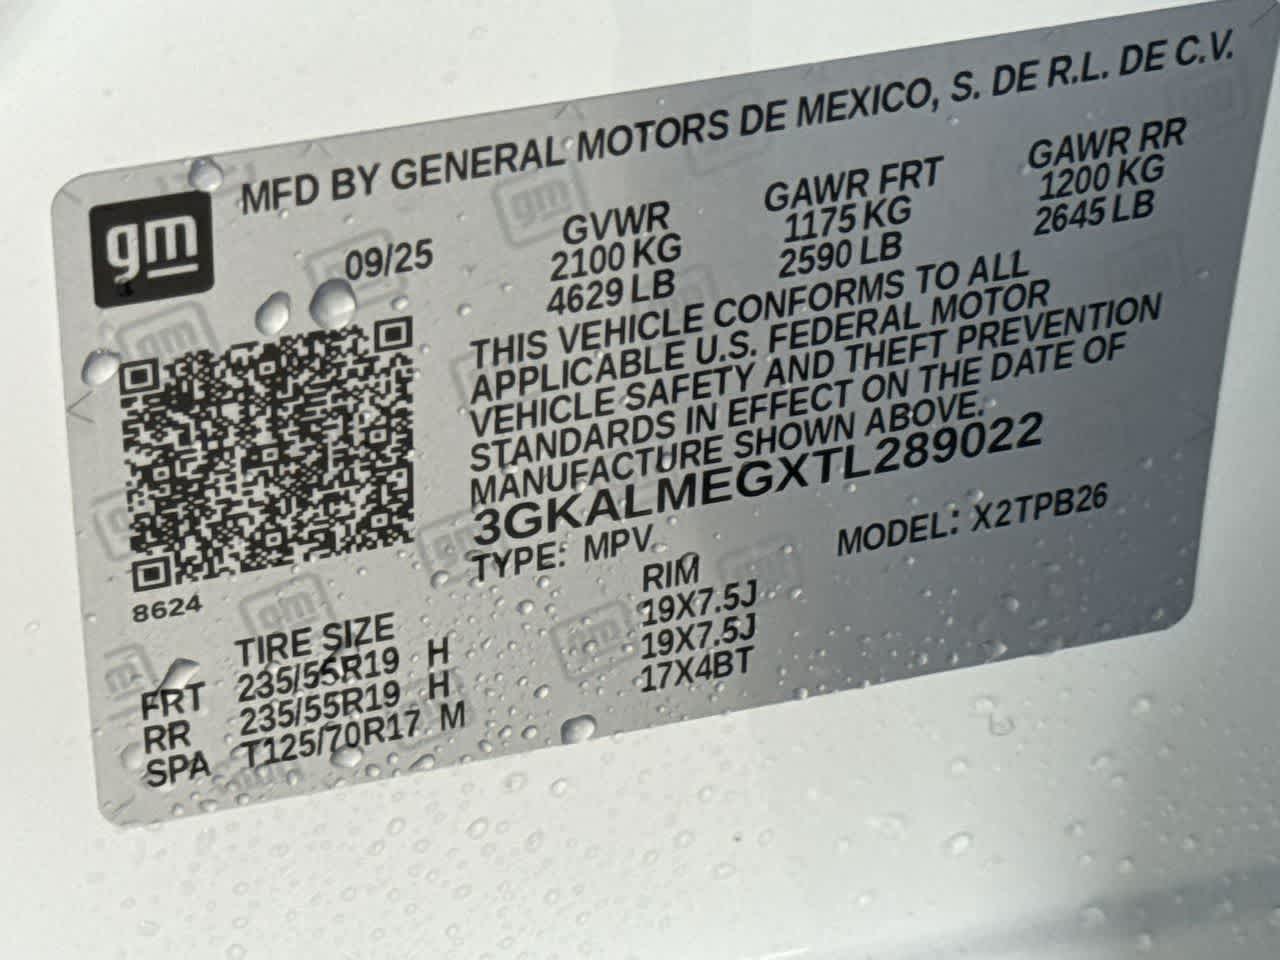 gm
MFD BY GENERAL MOTORS DE MEXICO, S. DE R.L. DE C.V.
09/25 GVWR GAWR FRT GAWR RR
2100 KG 1175 KG 1200 KG
4629 LB 2590 LB 2645 LB
THIS VEHICLE CONFORMS TO ALL
APPLICABLE U.S. FEDERAL MOTOR
VEHICLE SAFETY AND THEFT PREVENTION
STANDARDS IN EFFECT ON THE DATE OF
MANUFACTURE SHOWN ABOVE.
3GKALMEGXTL289022
TYPE: MPV MODEL: X2TPB26
8624
TIRE SIZE RIM
FRT 235/55R19 H 19X7.5J
RR 235/55R19 H 19X7.5J
SPA T125/70R17 M 17X4BT